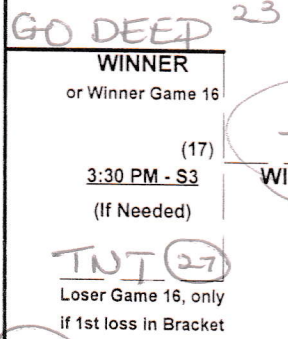 GO DEEP 23
WINNER
or Winner Game 16
(17)
3:30 PM - S3
WI
(If Needed)
TNT 27
Loser Game 16, only
if 1st loss in Bracket